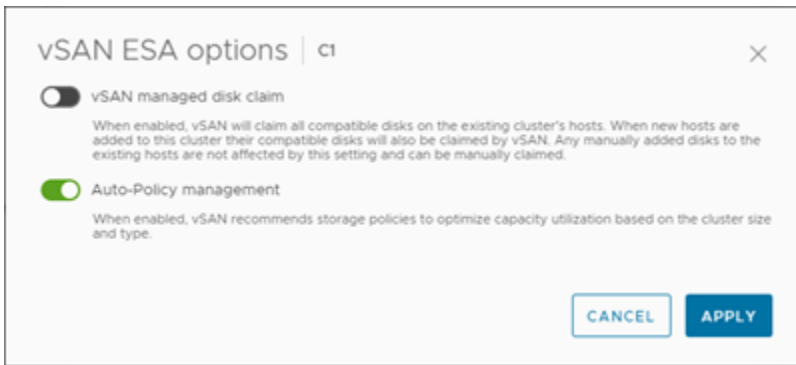 vSAN ESA options | C1
vSAN managed disk claim
When enabled, vSAN will claim all compatible disks on the existing cluster's hosts. When new hosts are
added to this cluster their compatible disks will also be claimed by vSAN. Any manually added disks to the
existing hosts are not affected by this setting and can be manually claimed.
Auto-Policy management
When enabled, vSAN recommends storage policies to optimize capacity utilization based on the cluster size
and type.
CANCEL APPLY